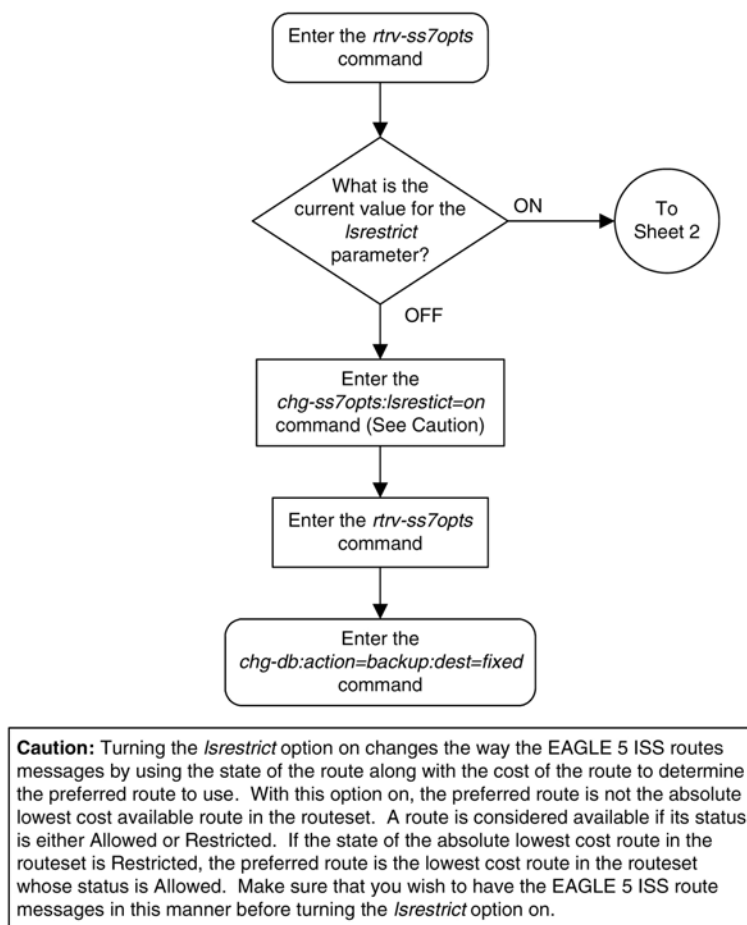 Enter the rtrv-ss7opts
command
What is the
current value for the
lsrestrict
parameter?
ON
To
Sheet 2
OFF
Enter the
chg-ss7opts:lsrestict=on
command (See Caution)
Enter the rtrv-ss7opts
command
Enter the
chg-db:action=backup:dest=fixed
command
Caution: Turning the lsrestrict option on changes the way the EAGLE 5 ISS routes
messages by using the state of the route along with the cost of the route to determine
the preferred route to use. With this option on, the preferred route is not the absolute
lowest cost available route in the routeset. A route is considered available if its status
is either Allowed or Restricted. If the state of the absolute lowest cost route in the
routeset is Restricted, the preferred route is the lowest cost route in the routeset
whose status is Allowed. Make sure that you wish to have the EAGLE 5 ISS route
messages in this manner before turning the lsrestrict option on.